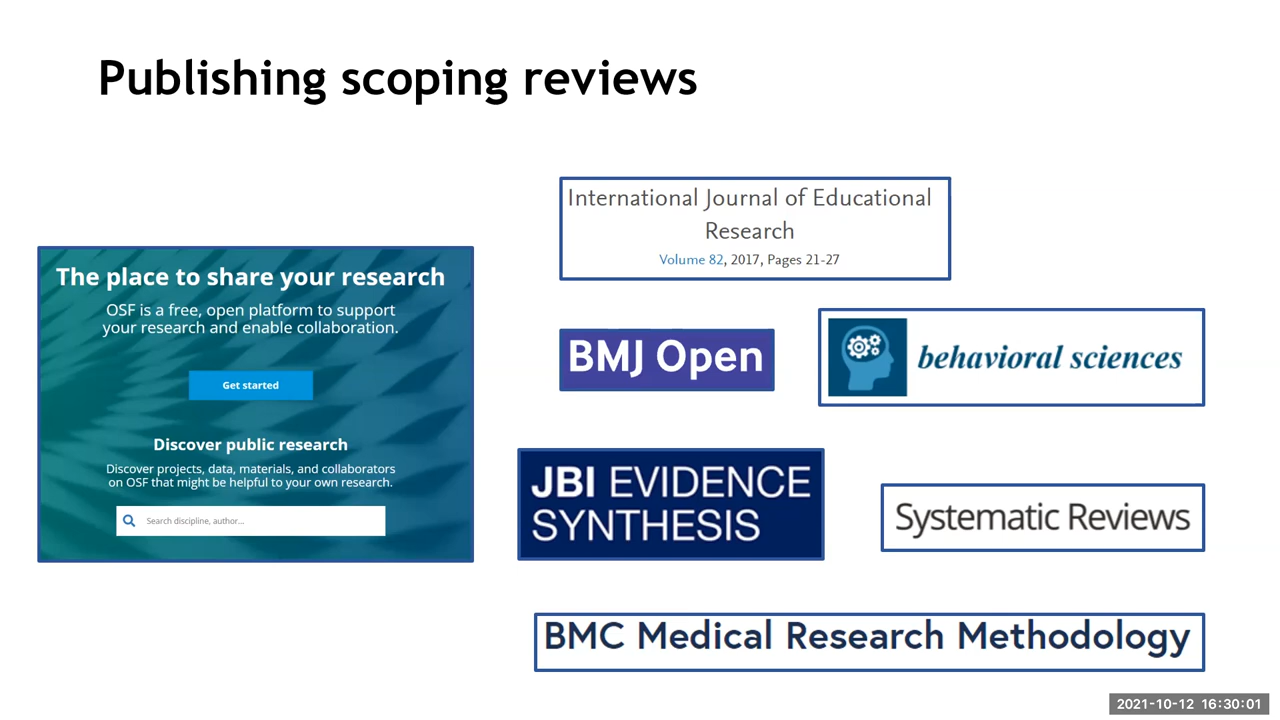 Publishing scoping reviews
The place to share your research
OSF is a free, open platform to support
your research and enable collaboration.
Get started
Discover public research
Discover projects, data, materials, and collaborators
on OSF that might be helpful to your own research.
Search discipline, author...
International Journal of Educational
Research
Volume 82, 2017, Pages 21-27
BMJ Open
behavioral sciences
JBI EVIDENCE
SYNTHESIS
Systematic Reviews
BMC Medical Research Methodology
2021-10-12 16:30:01